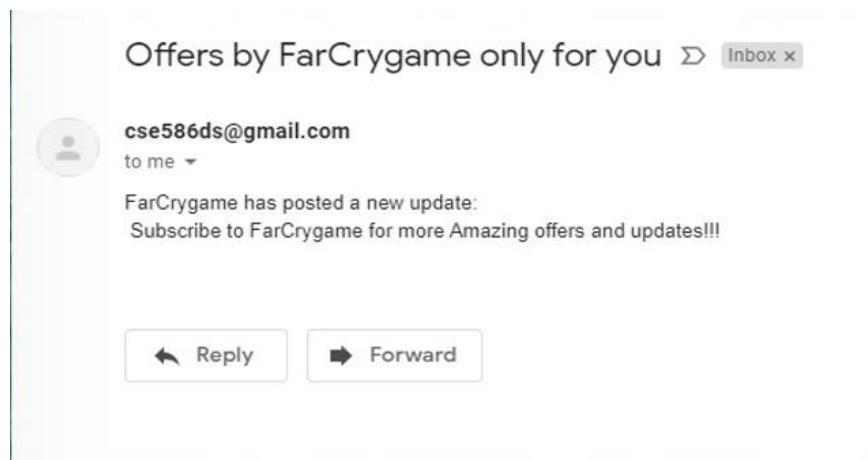 Offers by FarCrygame only for you Inbox x
cse586ds@gmail.com
to me
FarCrygame has posted a new update:
Subscribe to FarCrygame for more Amazing offers and updates!!!
Reply Forward